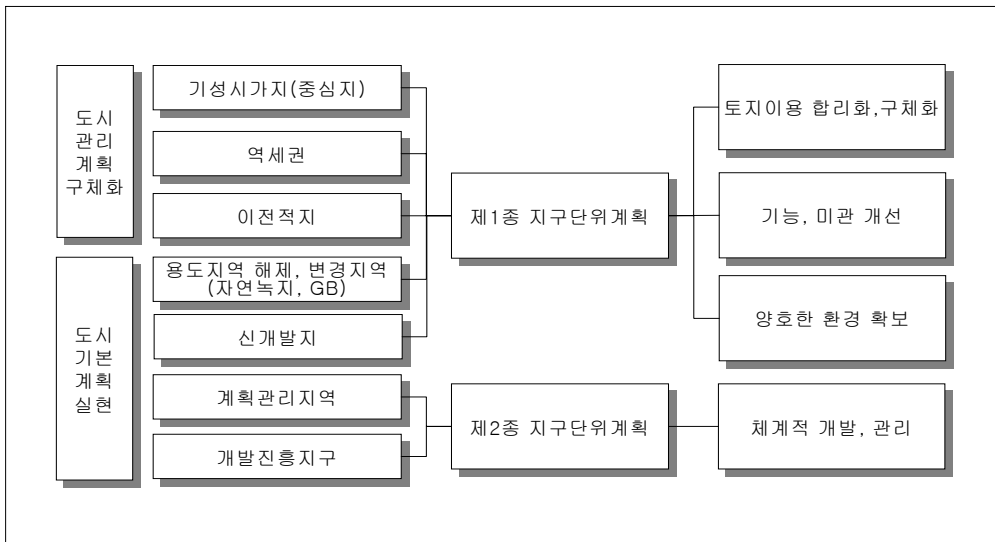 도시
관리
계획
구체화
기성시가지(중심지)
역세권
이전적지
도시
기본
계획
실현
용도지역 해제, 변경지역
(자연녹지, GB)
신개발지
계획관리지역
개발진흥지구
제1종 지구단위계획
제2종 지구단위계획
토지이용 합리화,구체화
기능, 미관 개선
양호한 환경 확보
체계적 개발, 관리